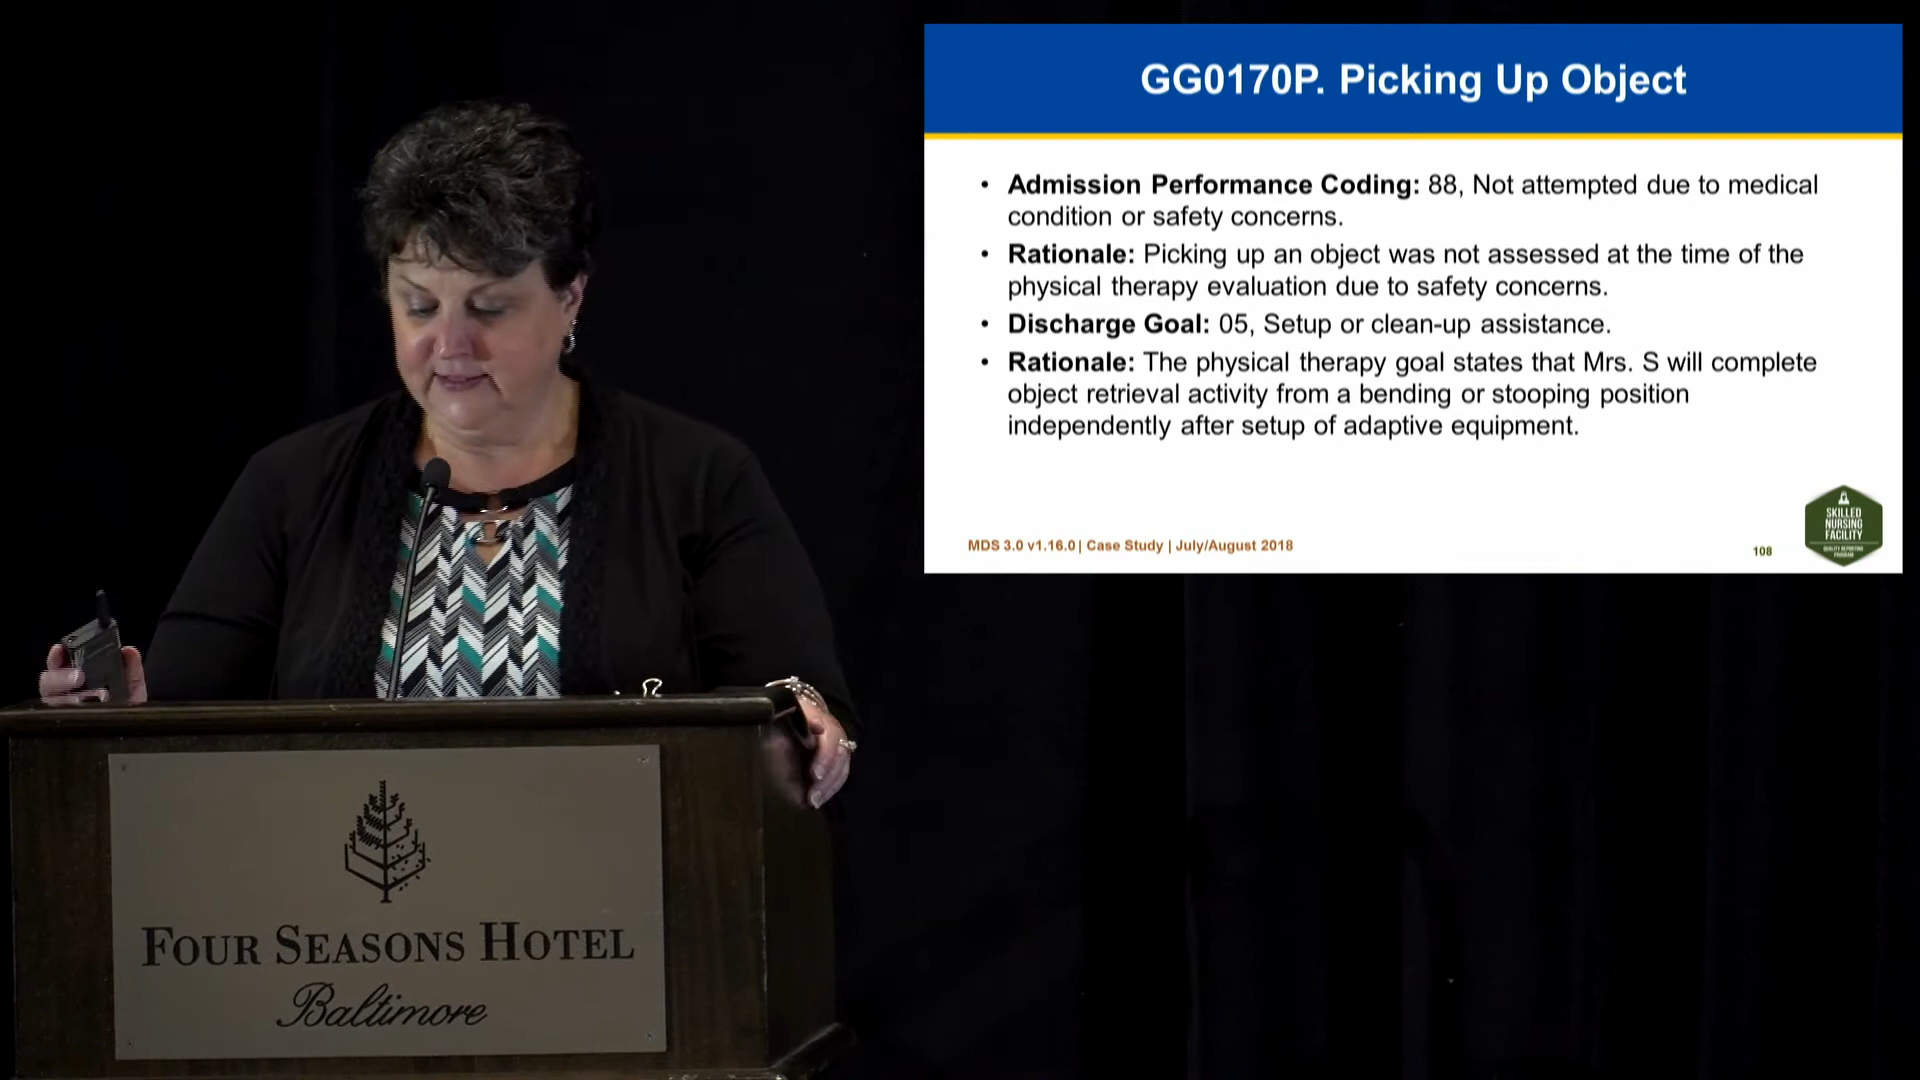 GG0170P. Picking Up Object
• Admission Performance Coding: 88, Not attempted due to medical
condition or safety concerns.
• Rationale: Picking up an object was not assessed at the time of the
physical therapy evaluation due to safety concerns.
• Discharge Goal: 05, Setup or clean-up assistance.
• Rationale: The physical therapy goal states that Mrs. S will complete
object retrieval activity from a bending or stooping position
independently after setup of adaptive equipment.
MDS 3.0 v1.16.0 | Case Study | July/August 2018
108
SKILLED
NURSING
FACILITY
QUALITY REPORTING
PROGRAM
FOUR SEASONS HOTEL
Baltimore